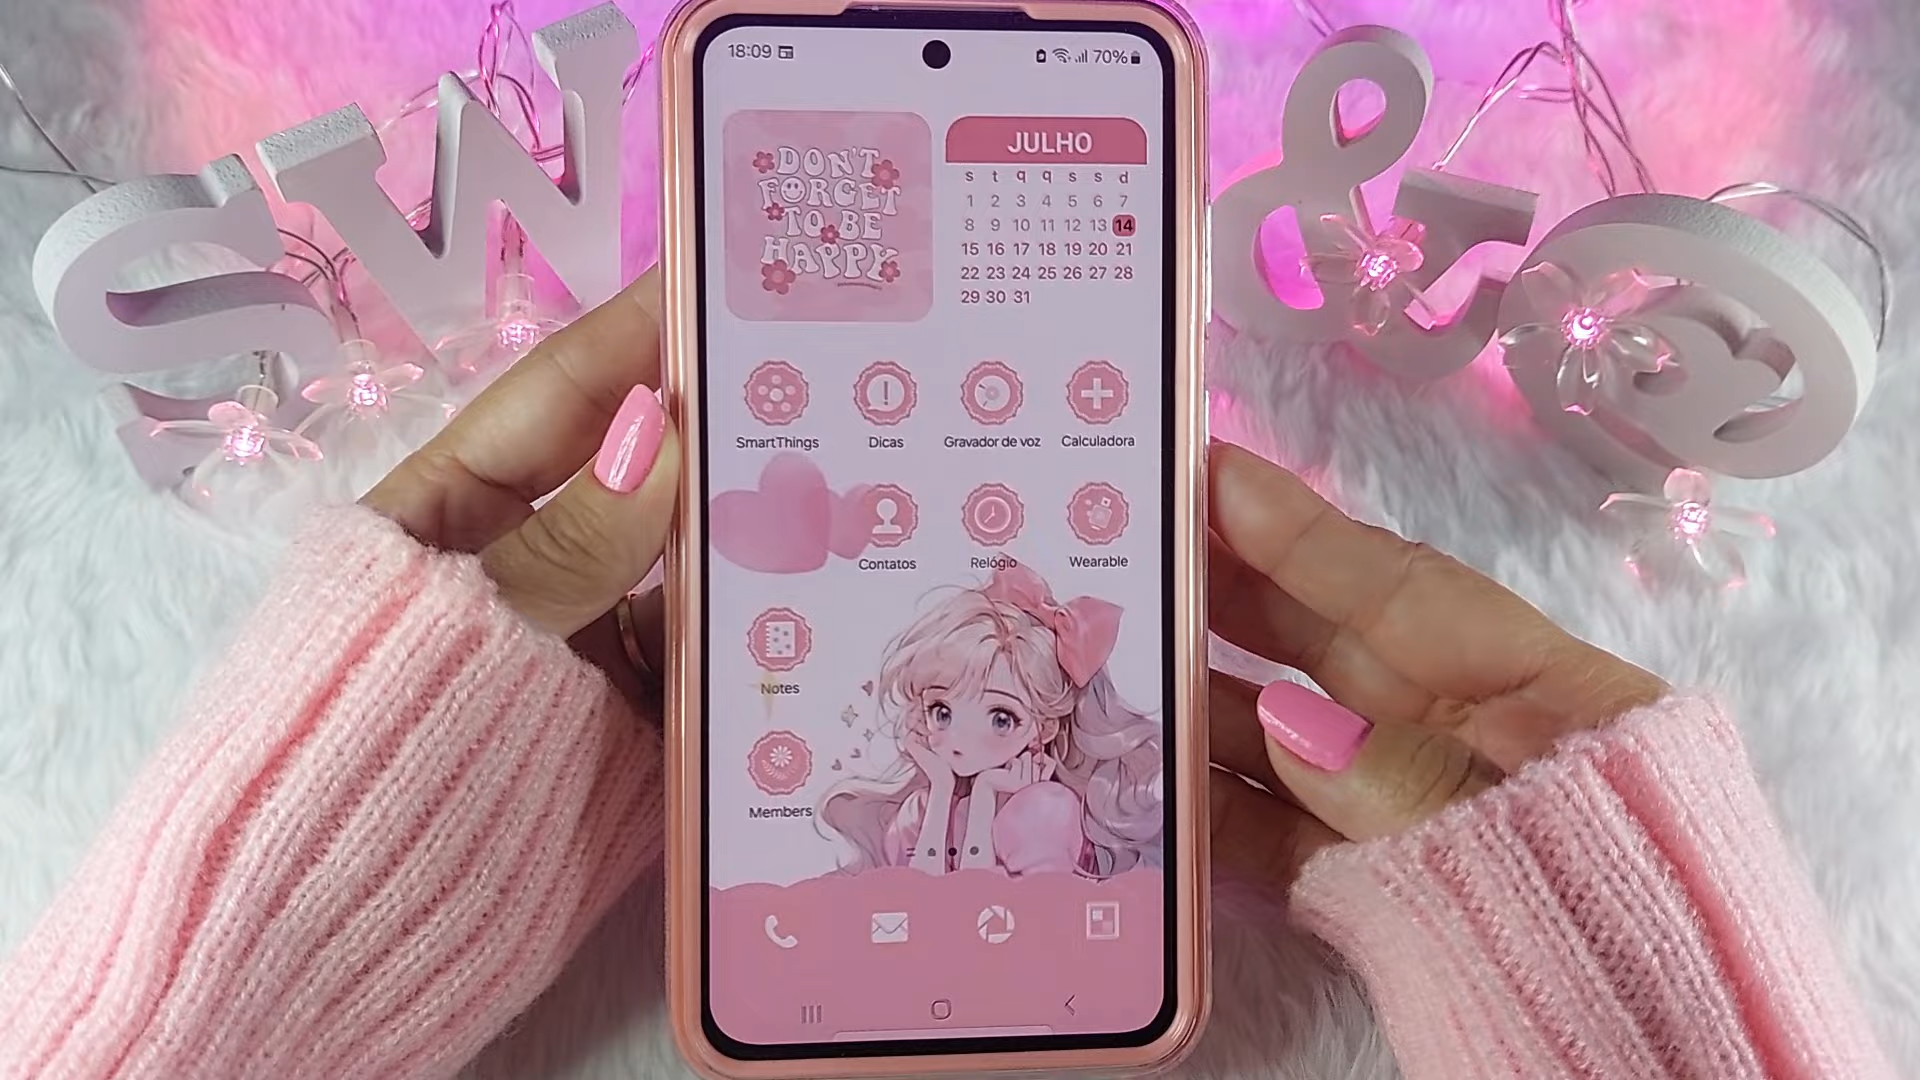 SW
&
18:09
70%
DON'T
FORGET
TO BE
HAPPY
JULHO
s t q q s s d
1 2 3 4 5 6 7
8 9 10 11 12 13 14
15 16 17 18 19 20 21
22 23 24 25 26 27 28
29 30 31
SmartThings Dicas Gravador de voz Calculadora
Contatos Relógio Wearable
Notes
Members